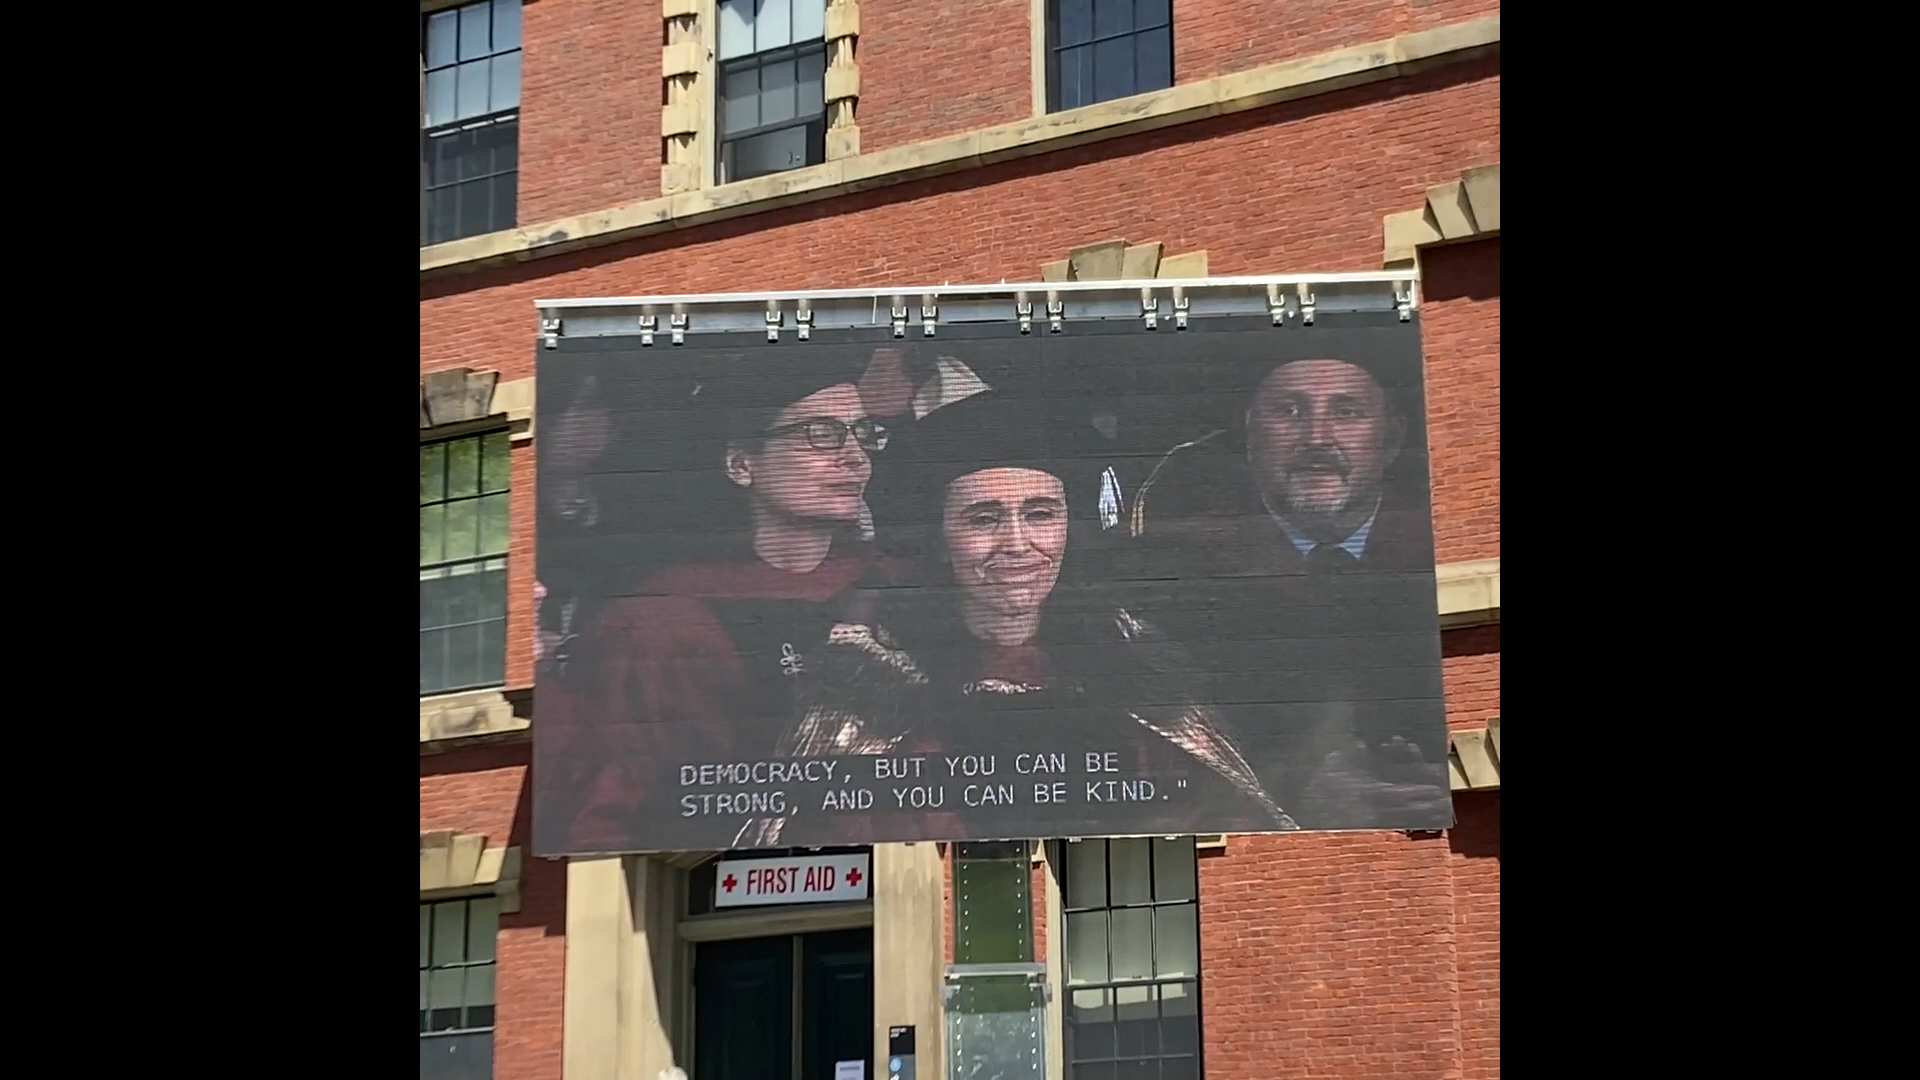 DEMOCRACY, BUT YOU CAN BE
STRONG, AND YOU CAN BE KIND."
+ FIRST AID +